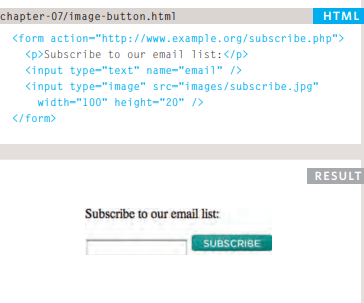 chapter-07/image-button.html HTML
<form action="http://www.example.org/subscribe.php">
<p>Subscribe to our email list:</p>
<input type="text" name="email" />
<input type="image" src="images/subscribe.jpg"
width="100" height="20" />
</form>
RESULT
Subscribe to our email list:
SUBSCRIBE